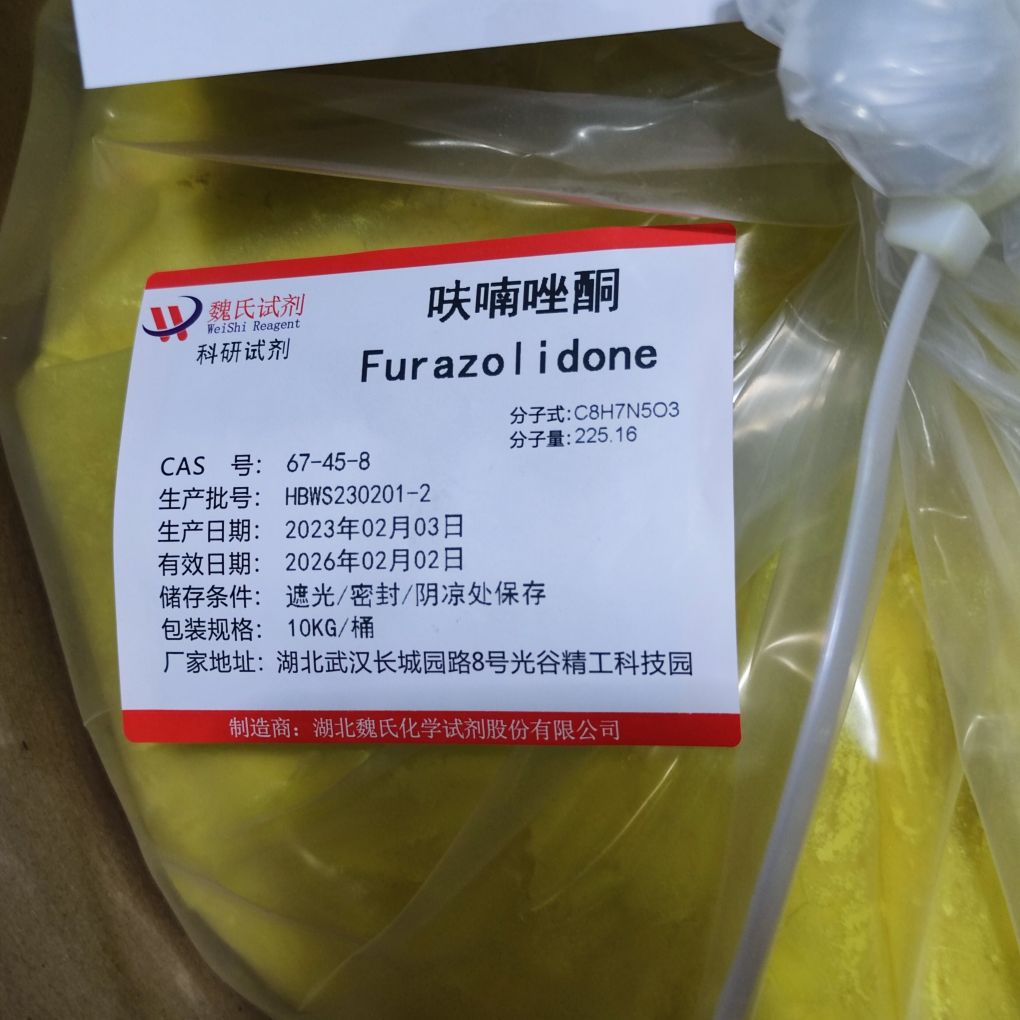 魏氏试剂
WeiShi Reagent
科研试剂
呋喃唑酮
Furazolidone
分子式:C8H7N5O3
分子量:225.16
CAS 号: 67-45-8
生产批号: HBWS230201-2
生产日期: 2023年02月03日
有效日期: 2026年02月02日
储存条件: 遮光/密封/阴凉处保存
包装规格: 10KG/桶
厂家地址: 湖北武汉长城园路8号光谷精工科技园
制造商: 湖北魏氏化学试剂股份有限公司